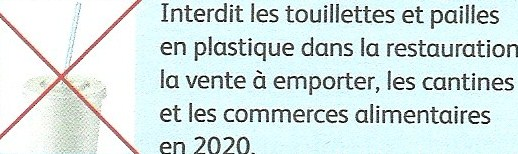 Interdit les touillettes et pailles
en plastique dans la restauration
la vente à emporter, les cantines
et les commerces alimentaires
en 2020.